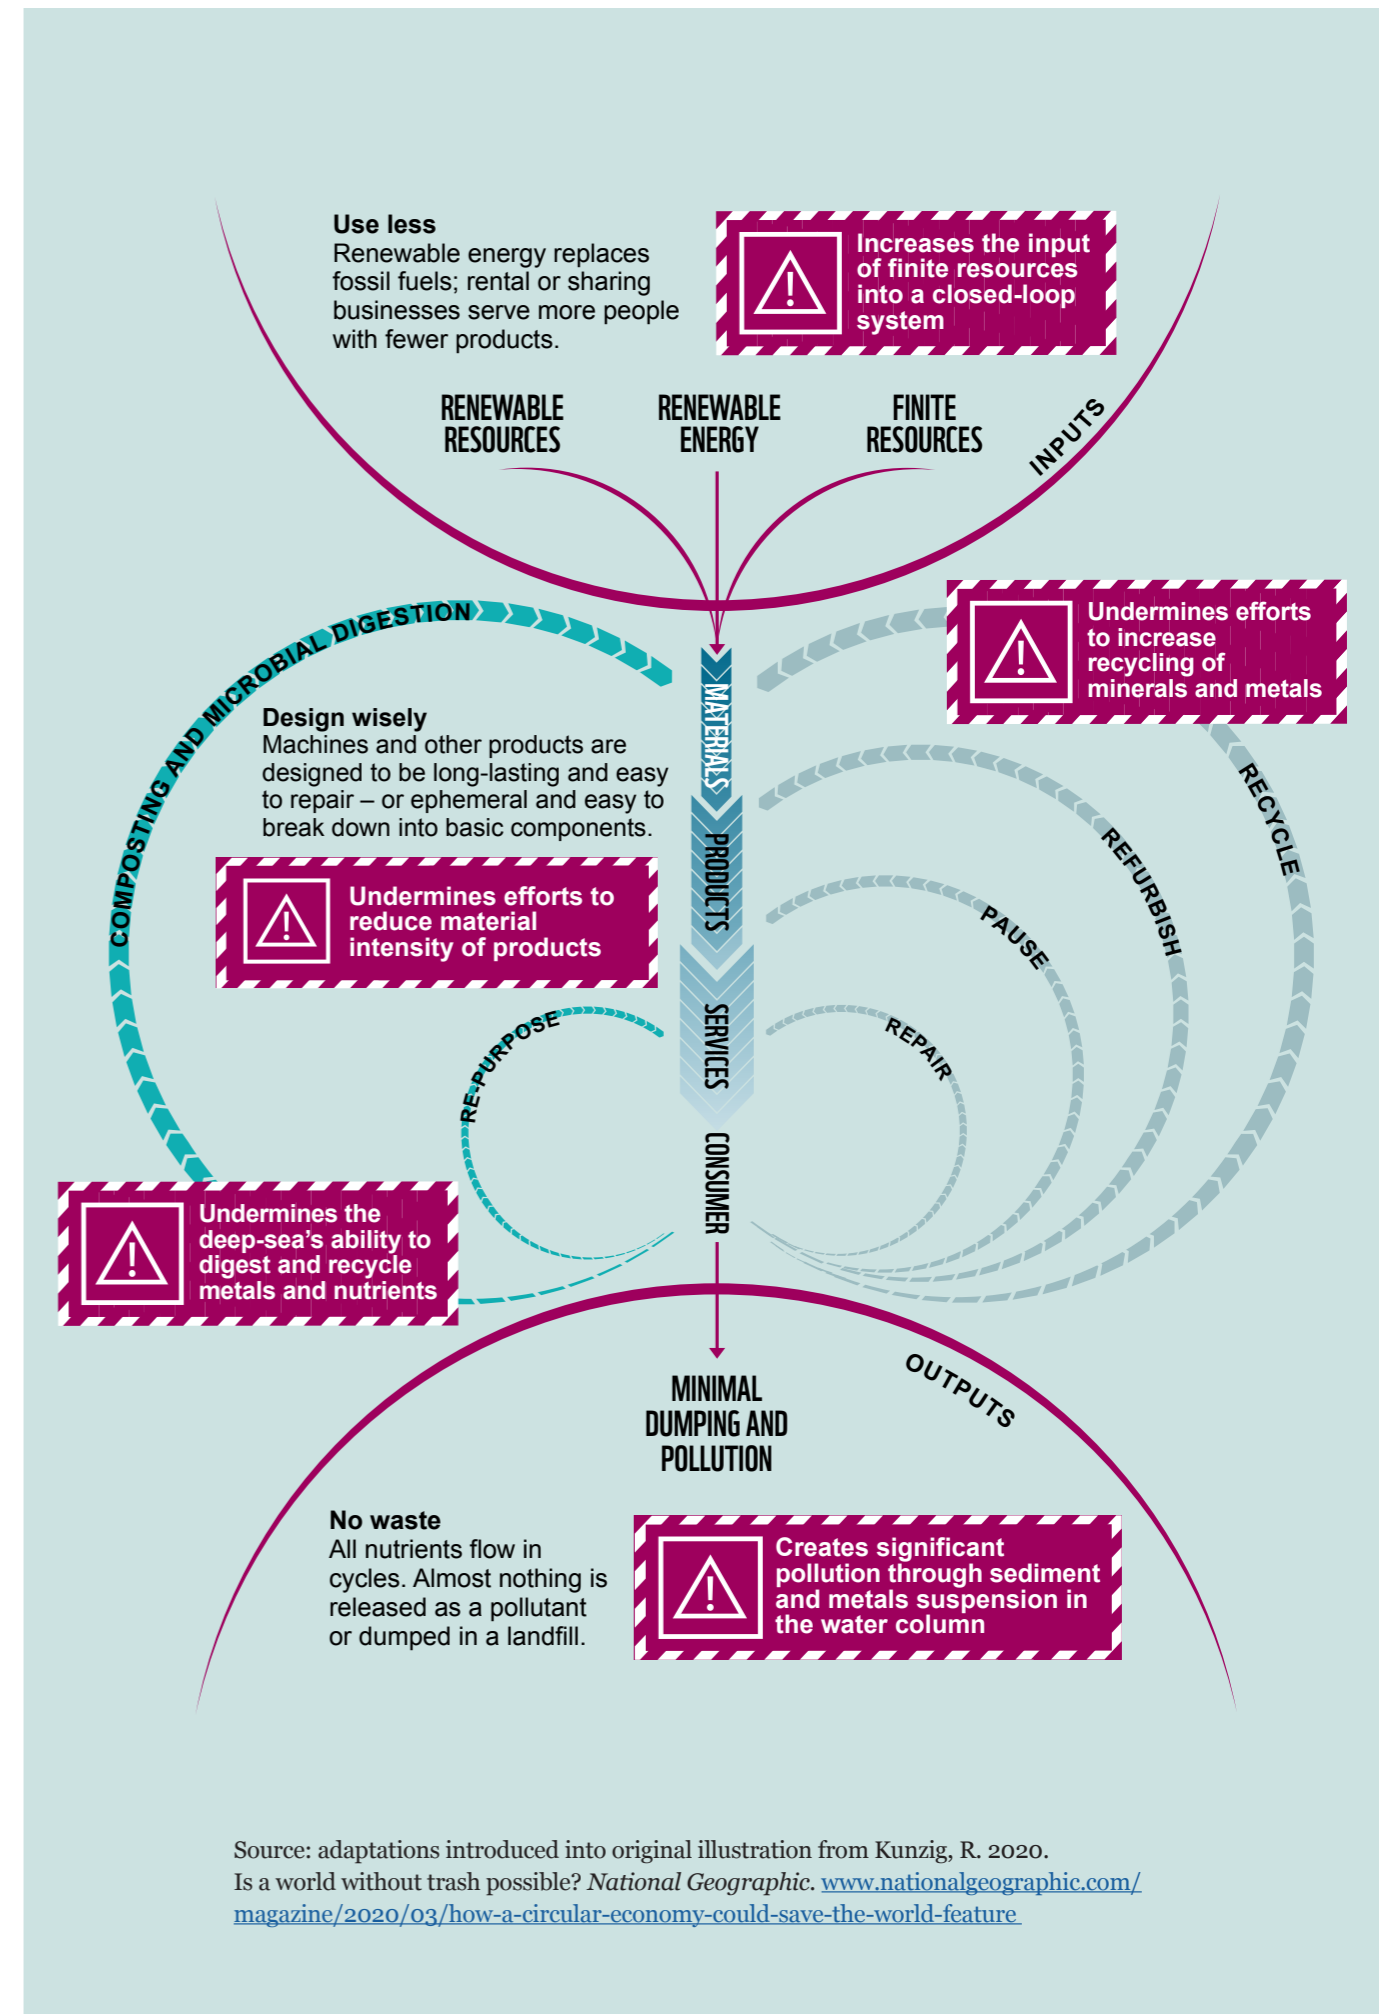 Use less
Renewable energy replaces
fossil fuels; rental or sharing
businesses serve more people
with fewer products.
Increases the input
of finite resources
into a closed-loop
system
RENEWABLE
RESOURCES
RENEWABLE
ENERGY
FINITE
RESOURCES
INPUTS
Undermines efforts
to increase
recycling of
minerals and metals
COMPOSTING AND MICROBIAL DIGESTION
MATERIALS
Design wisely
Machines and other products are
designed to be long-lasting and easy
to repair – or ephemeral and easy to
break down into basic components.
RECYCLE
REFURBISH
PRODUCTS
Undermines efforts to
reduce material
intensity of products
PAUSE
SERVICES
RE-PURPOSE
REPAIR
CONSUMER
Undermines the
deep-sea's ability to
digest and recycle
metals and nutrients
OUTPUTS
MINIMAL
DUMPING AND
POLLUTION
No waste
All nutrients flow in
cycles. Almost nothing is
released as a pollutant
or dumped in a landfill.
Creates significant
pollution through sediment
and metals suspension in
the water column
Source: adaptations introduced into original illustration from Kunzig, R. 2020.
Is a world without trash possible? National Geographic. www.nationalgeographic.com/
magazine/2020/03/how-a-circular-economy-could-save-the-world-feature